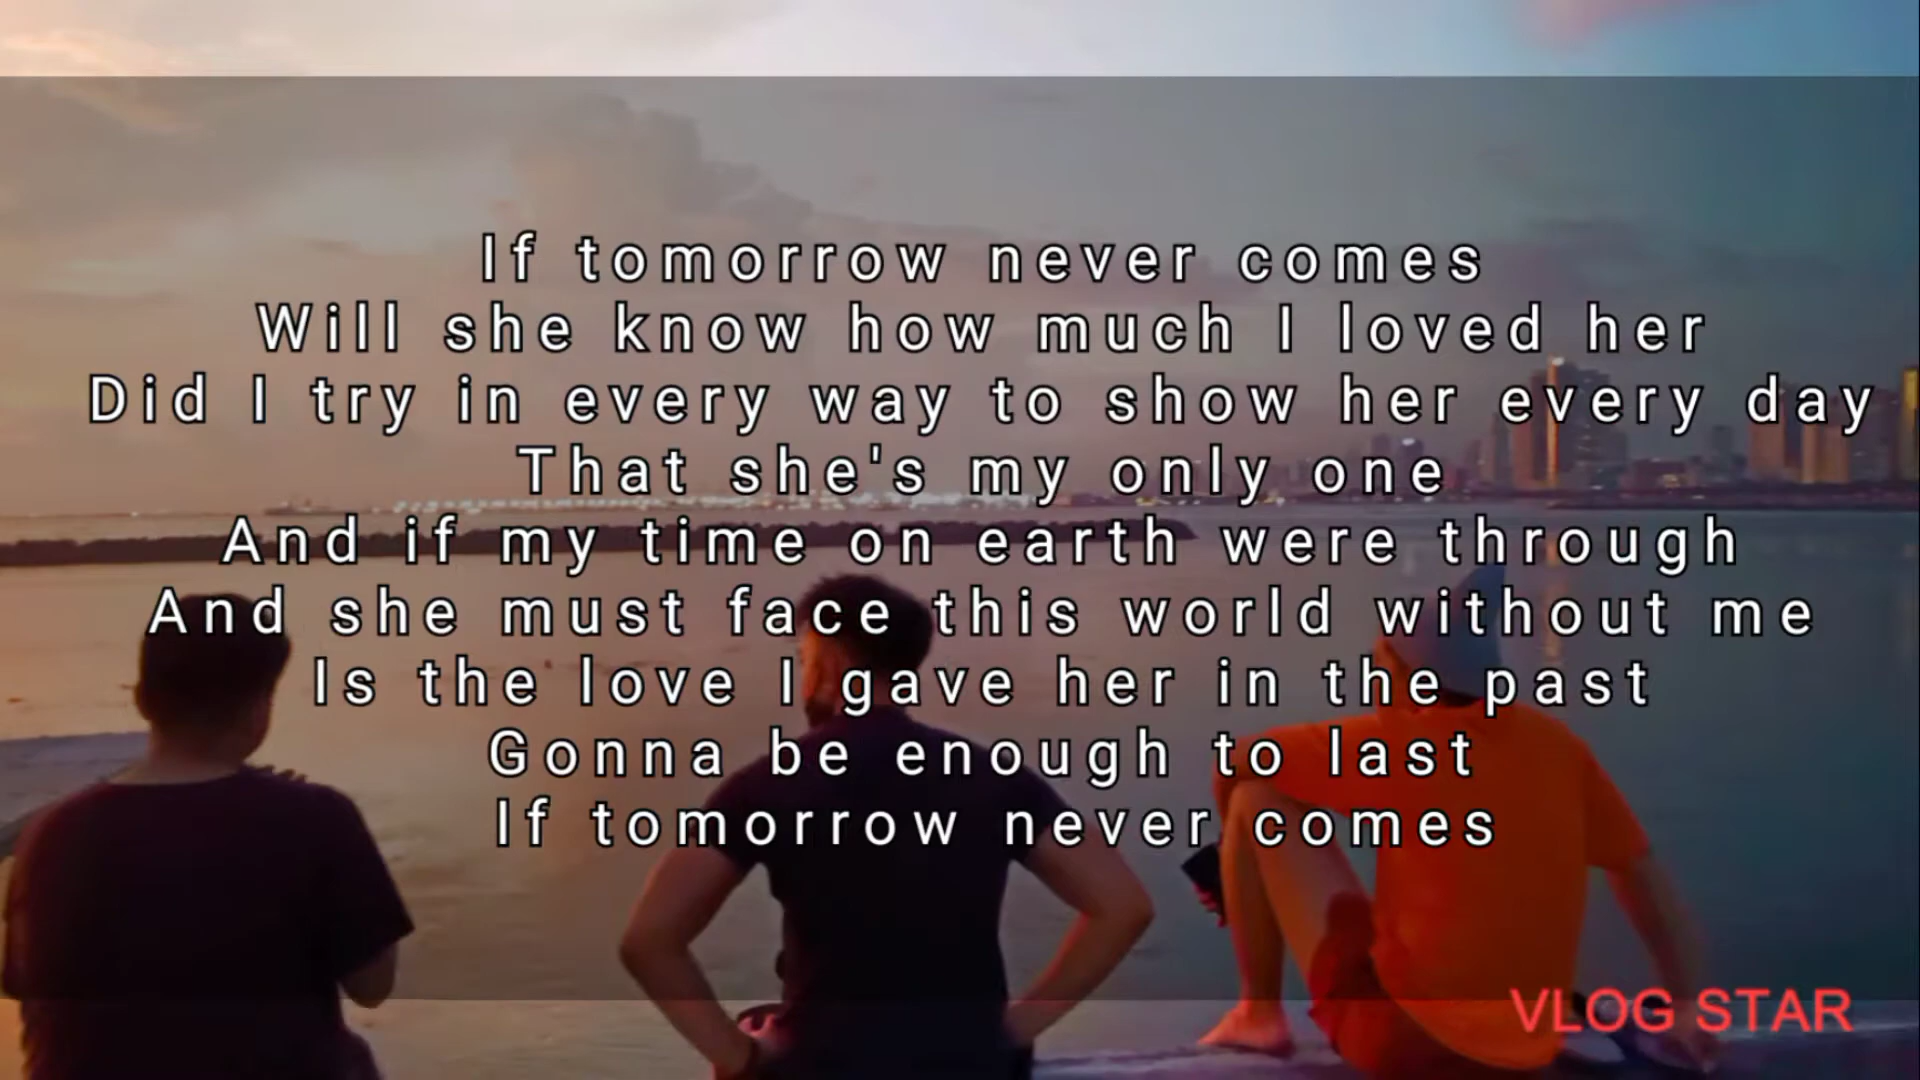 If tomorrow never comes
Will she know how much I loved her
Did I try in every way to show her every day
That she's my only one
And if my time on earth were through
And she must face this world without me
Is the love I gave her in the past
Gonna be enough to last
If tomorrow never comes
VLOG STAR